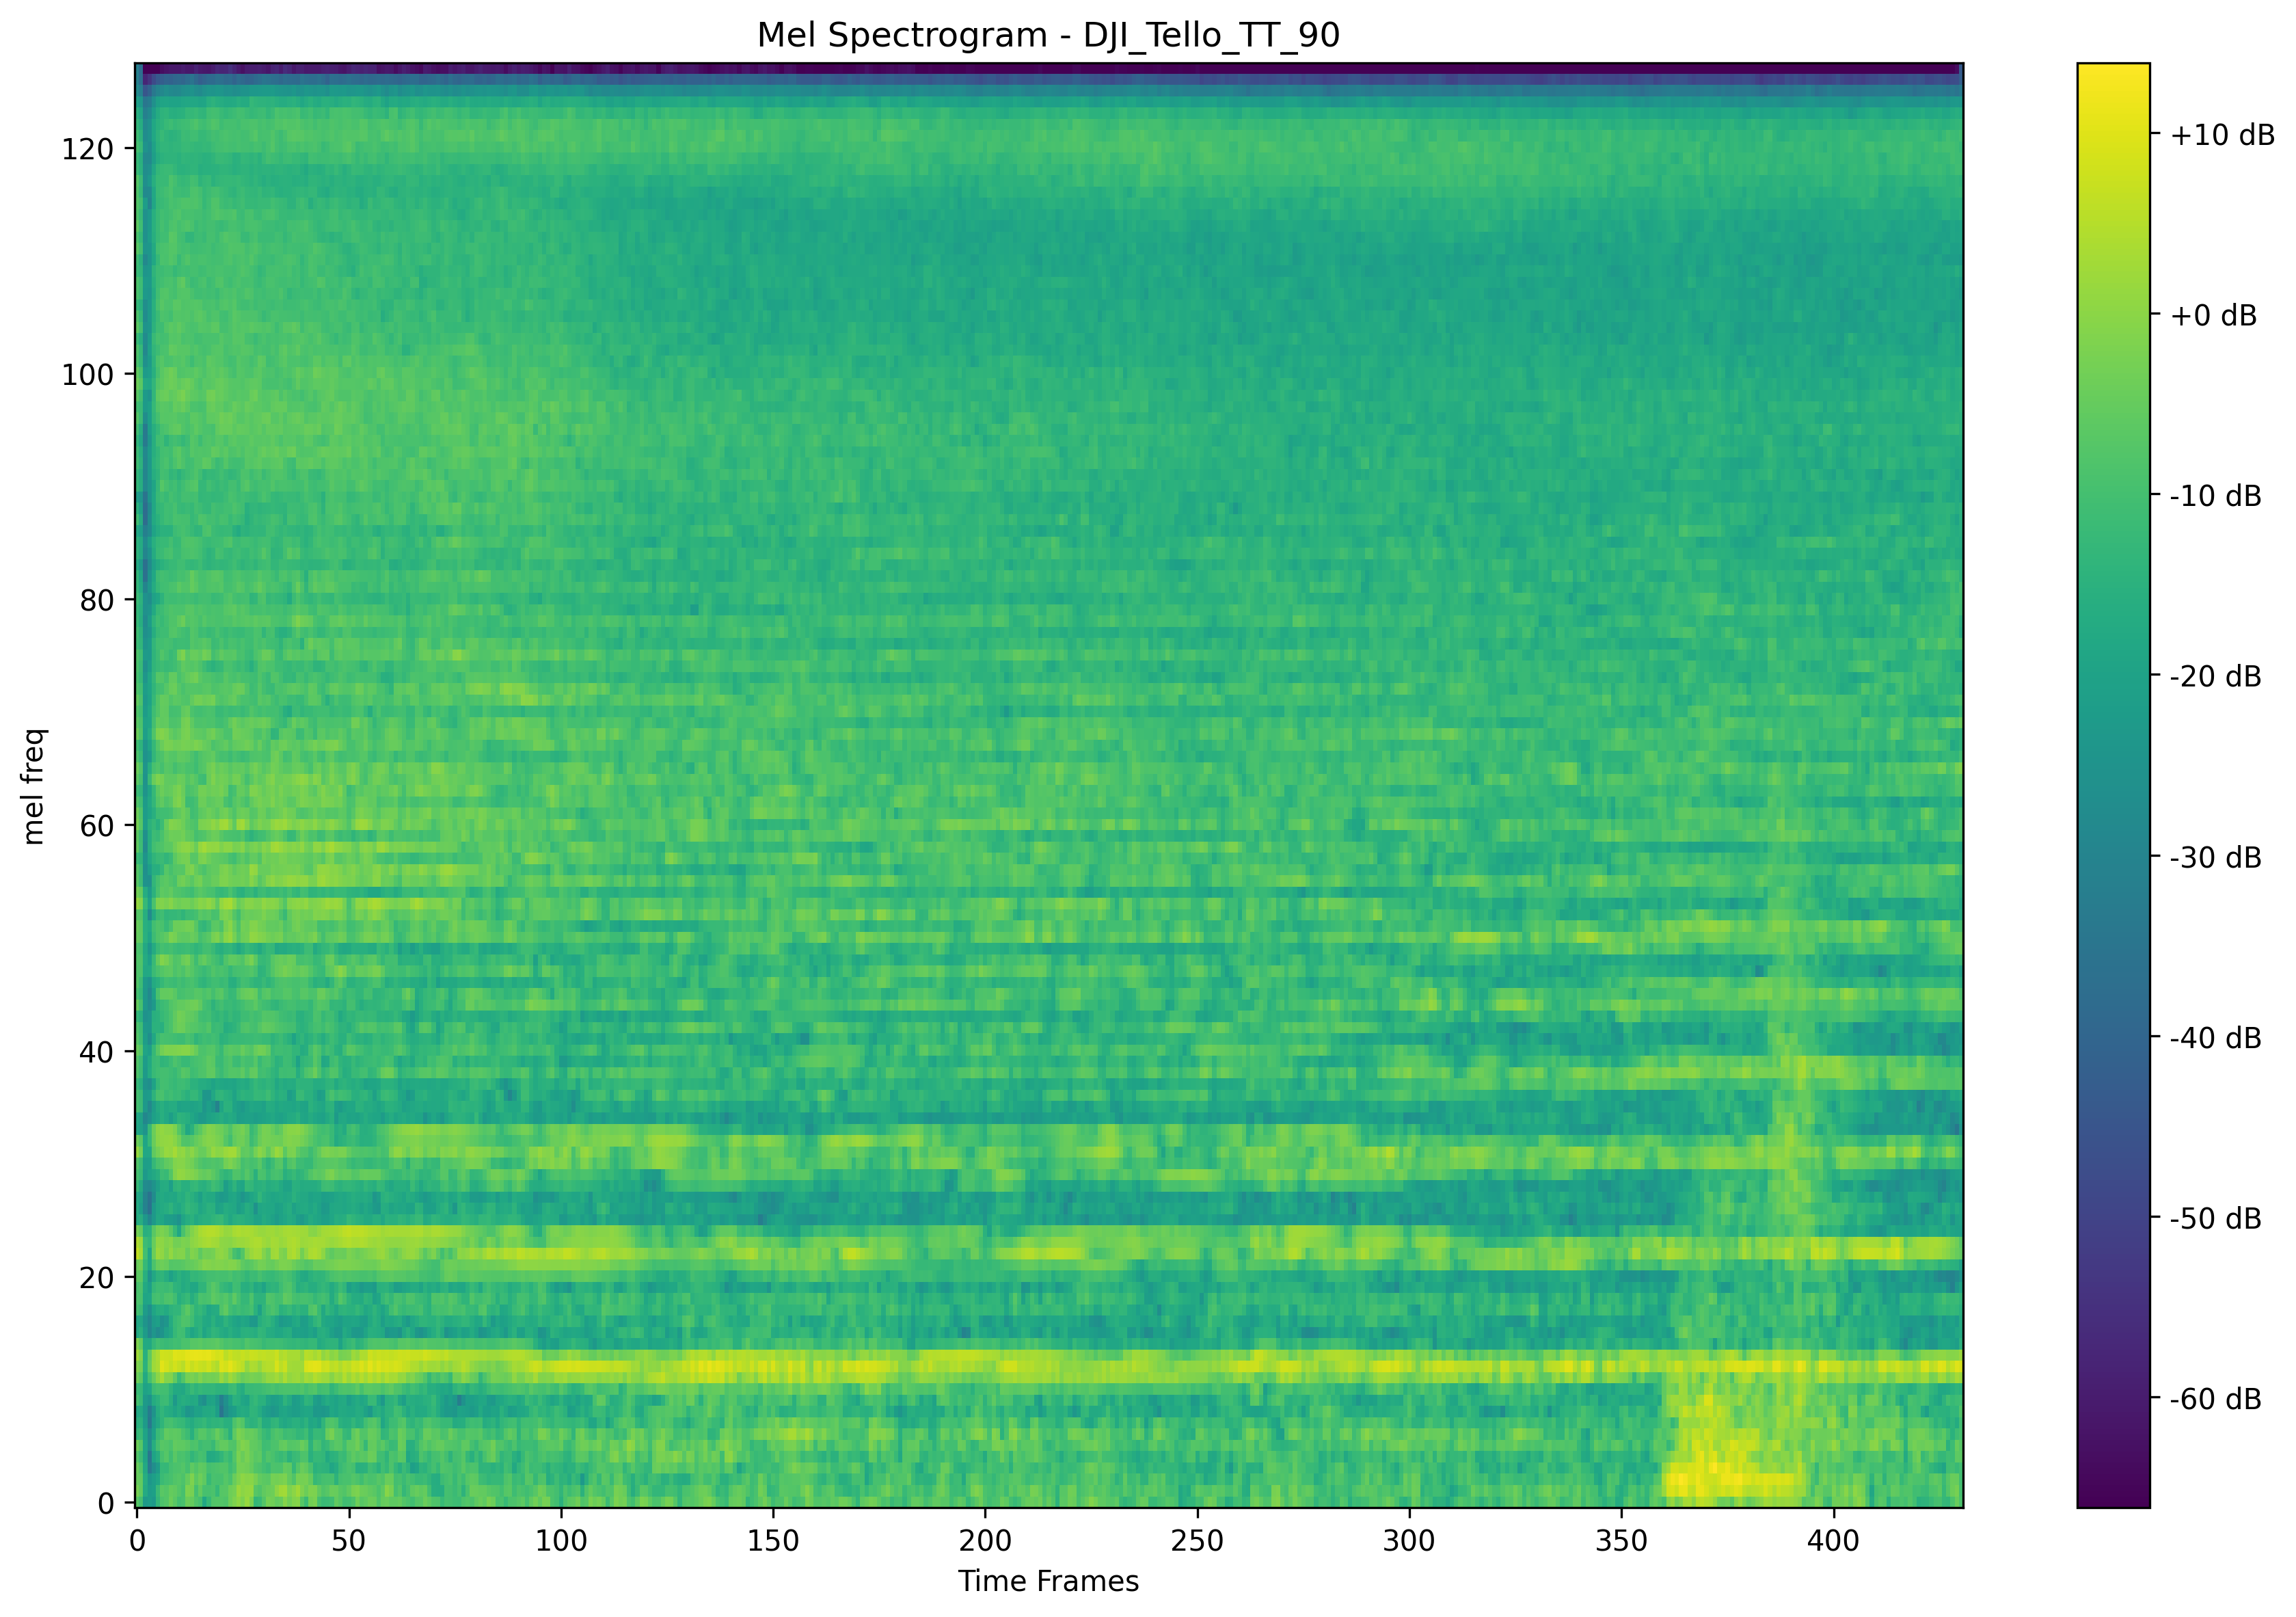 Mel Spectrogram - DJI_Tello_TT_90
120
100
80
60
40
20
0
mel freq
0 50 100 150 200 250 300 350 400
Time Frames
+10 dB
+0 dB
-10 dB
-20 dB
-30 dB
-40 dB
-50 dB
-60 dB